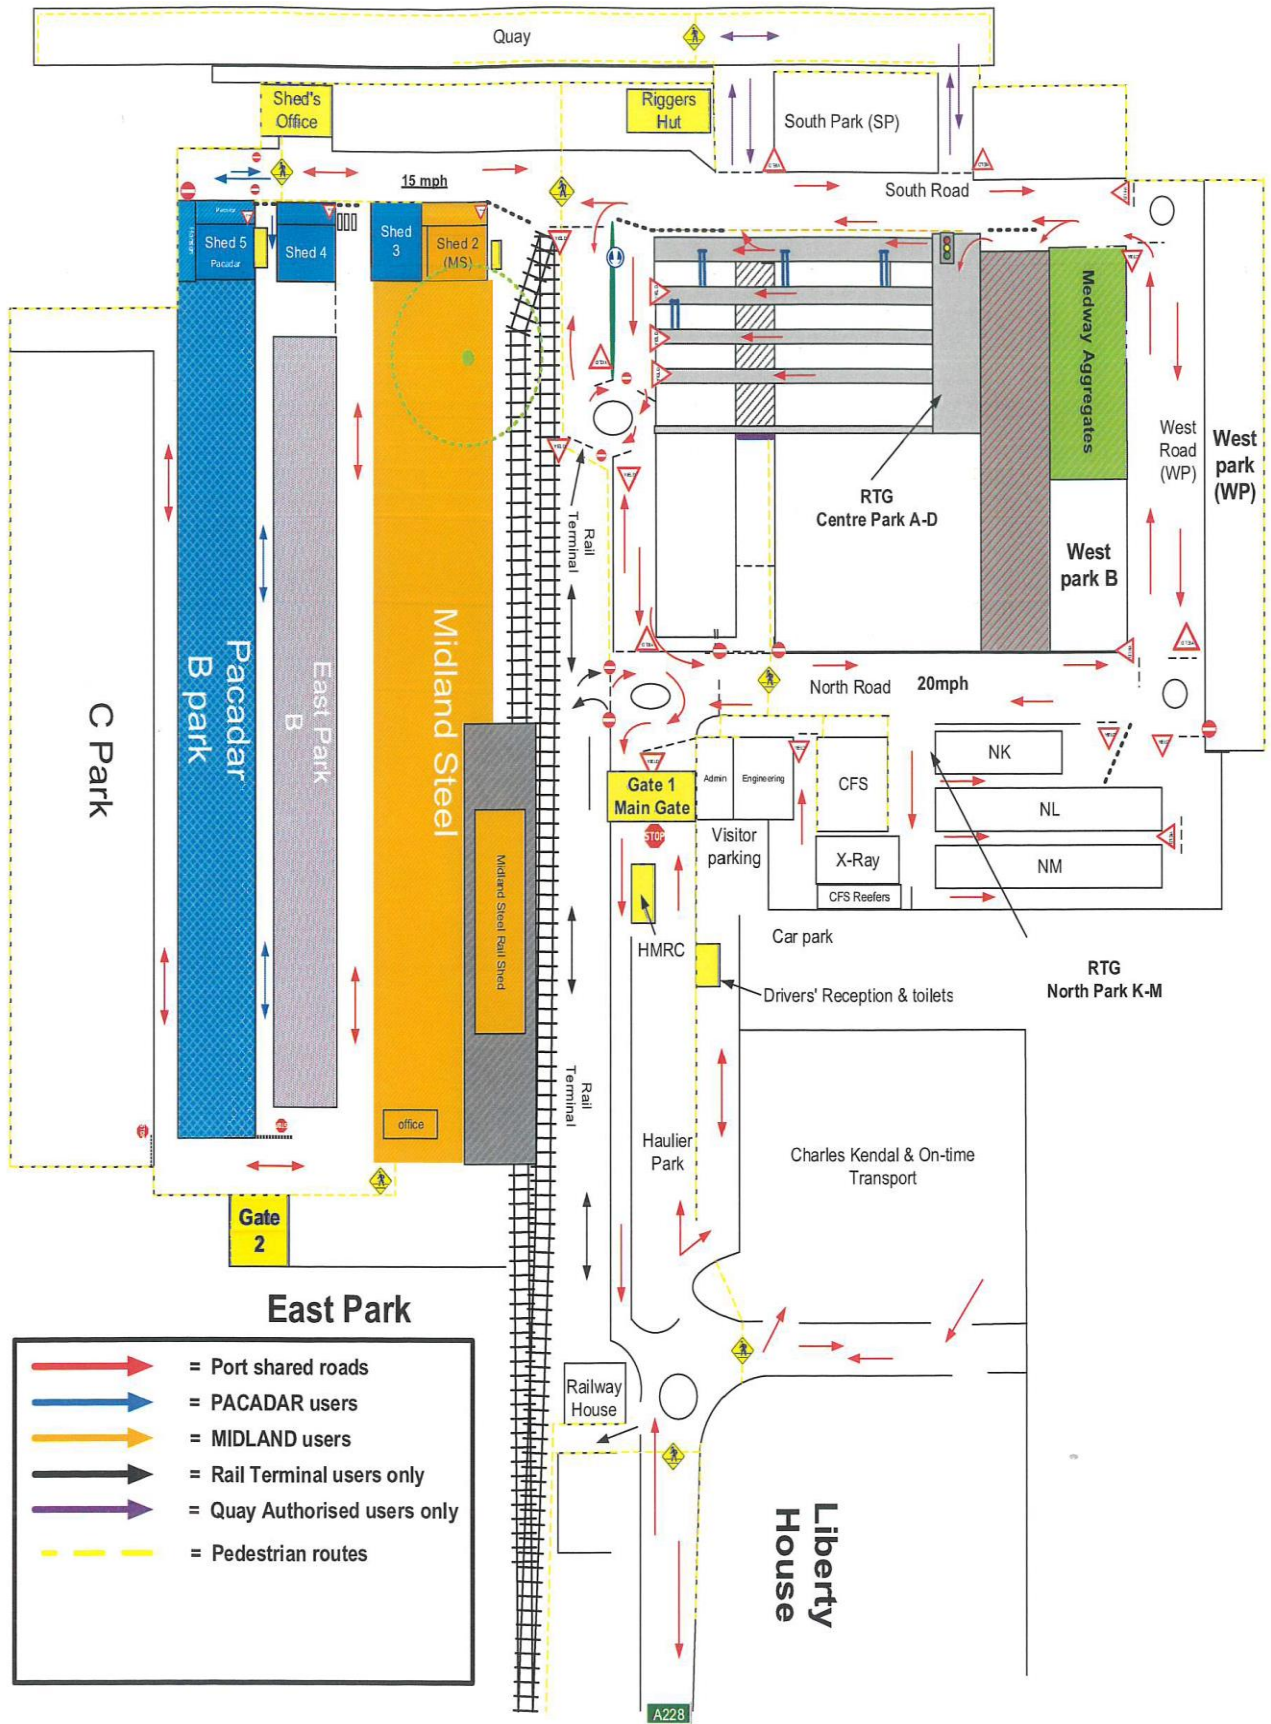 Quay
Shed's
Office
Riggers
Hut
South Park (SP)
15 mph
South Road
Pacadar
Shed 5
Pacadar
Shed 4
Shed
3
Shed 2
(MS)
Medway Aggregates
West
Road
(WP)
West
park
(WP)
RTG
Centre Park A-D
West
park B
Rail
Terminal
C Park
Pacadar
B park
East Park
B
Midland Steel
North Road
20mph
Gate 1
Main Gate
Admin
Engineering
CFS
NK
NL
NM
STOP
Visitor
parking
X-Ray
CFS Reefers
Midland Steel Rail Shed
HMRC
Car park
RTG
North Park K-M
Drivers' Reception & toilets
Rail
Terminal
office
Haulier
Park
Charles Kendal & On-time
Transport
Gate
2
East Park
= Port shared roads
= PACADAR users
= MIDLAND users
= Rail Terminal users only
= Quay Authorised users only
= Pedestrian routes
Railway
House
Liberty
House
A228